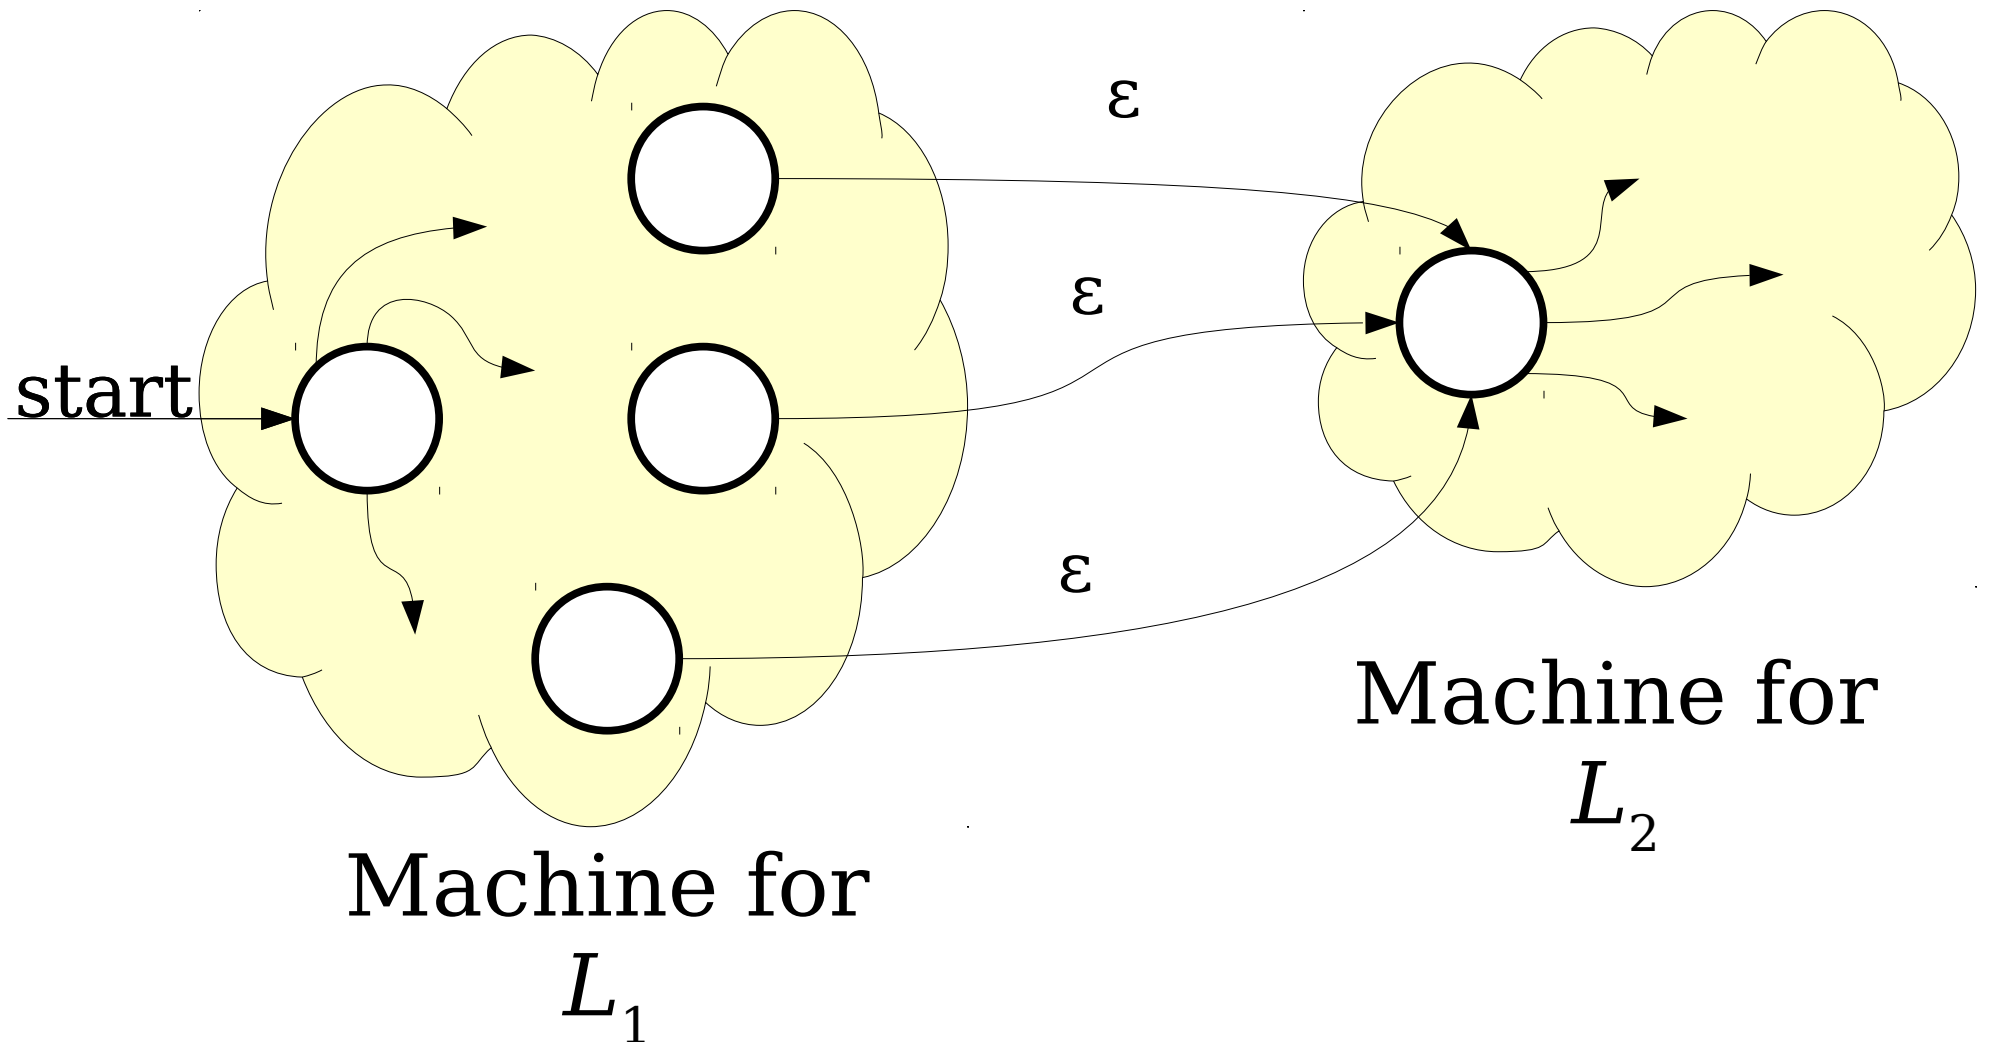 ε
ε
start
ε
Machine for
L₂
Machine for
L₁